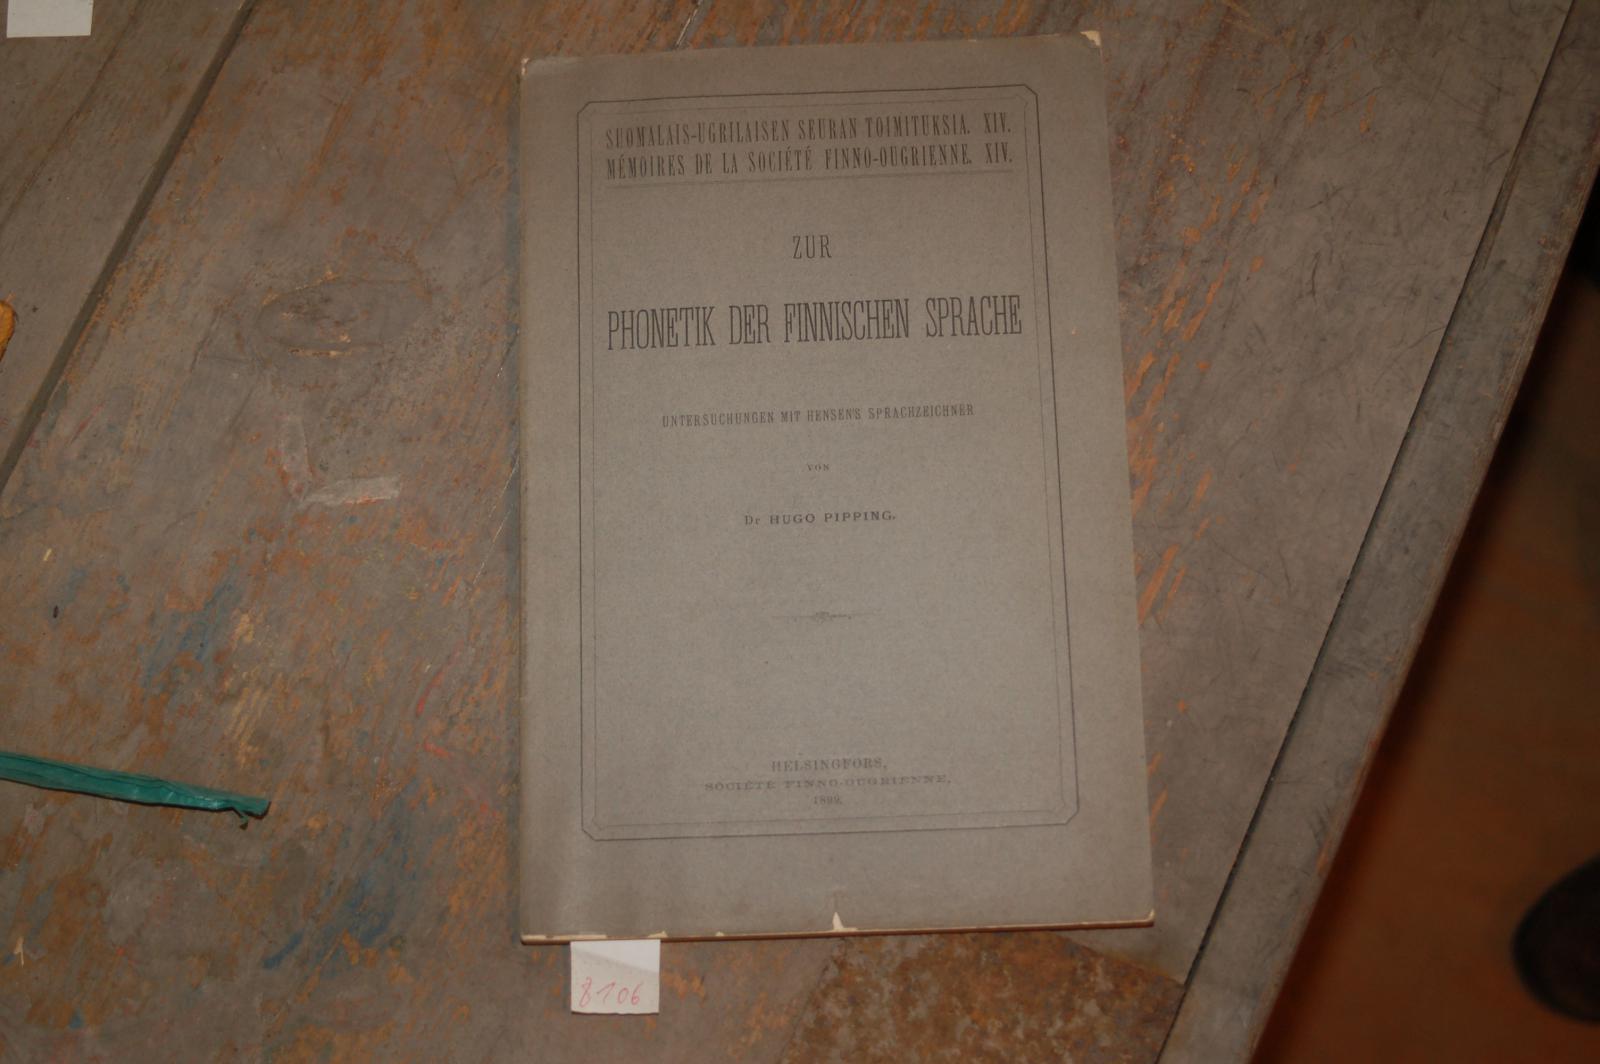 SUOMALAIS-UGRILAISEN SEURAN TOIMITUKSIA. XIV.
MÉMOIRES DE LA SOCIÉTÉ FINNO-OUGRIENNE. XIV.
ZUR
PHONETIK DER FINNISCHEN SPRACHE
UNTERSUCHUNGEN MIT HENSEN'S SPRACHZEICHNER
VON
Dr HUGO PIPPING.
HELSINGFORS,
SOCIÉTÉ FINNO-OUGRIENNE,
1899.
8106